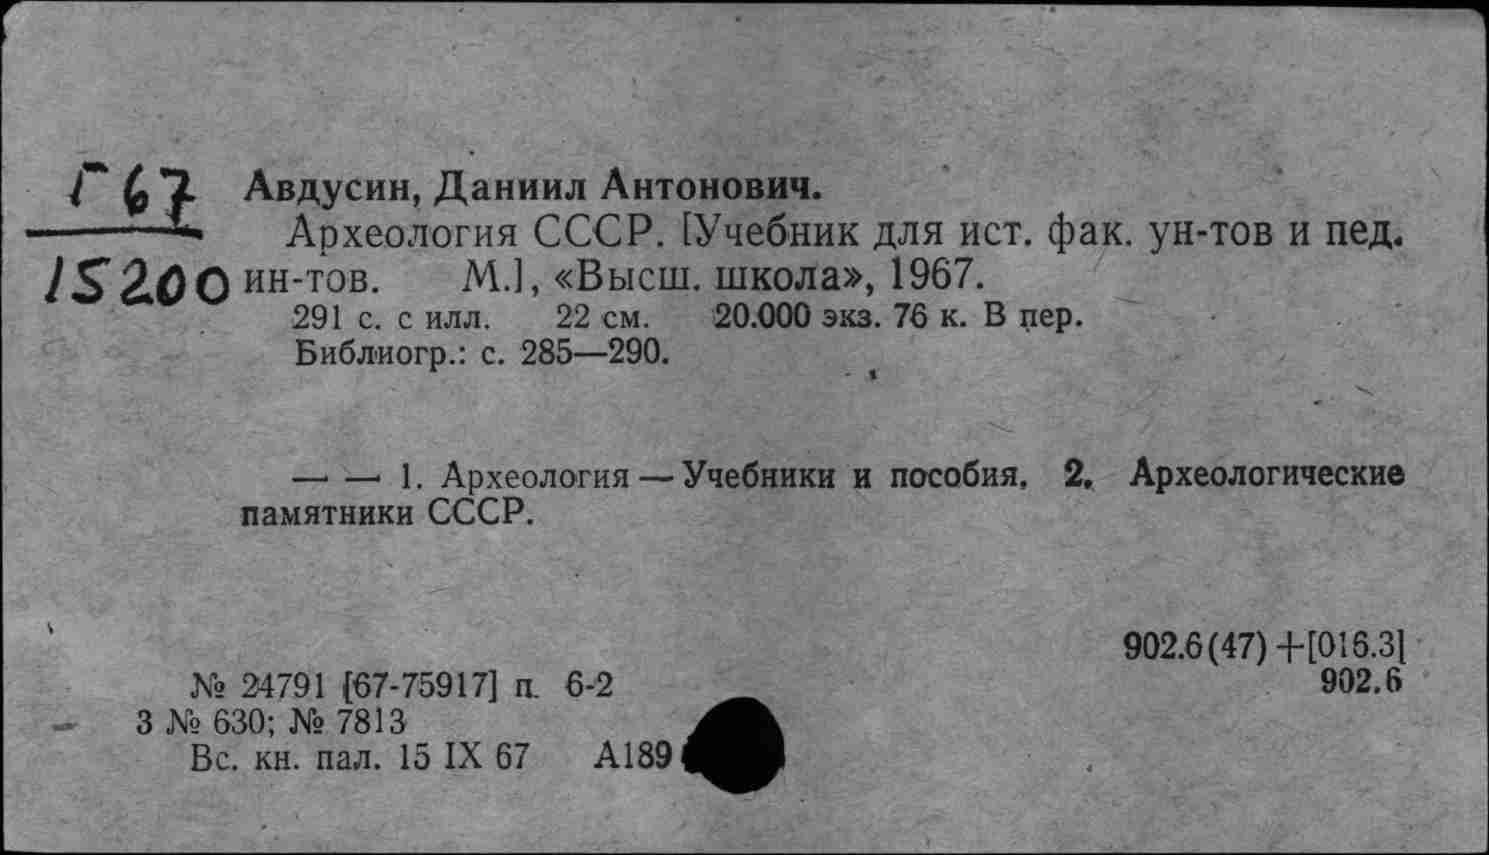 Г 67
15200
Авдусин, Даниил Антонович.
Археология СССР. [Учебник для ист. фак. ун-тов и пед.
ин-тов. М.], «Высш. школа», 1967.
291 с. с илл. 22 см. 20.000 экз. 76 к. В пер.
Библиогр.: с. 285—290.
— — 1. Археология — Учебники и пособия. 2. Археологические
памятники СССР.
902.6(47)+[016.3]
902.6
№ 24791 [67-75917] п. 6-2
З № 630; № 7813
Вс. кн. пал. 15 IX 67 А189